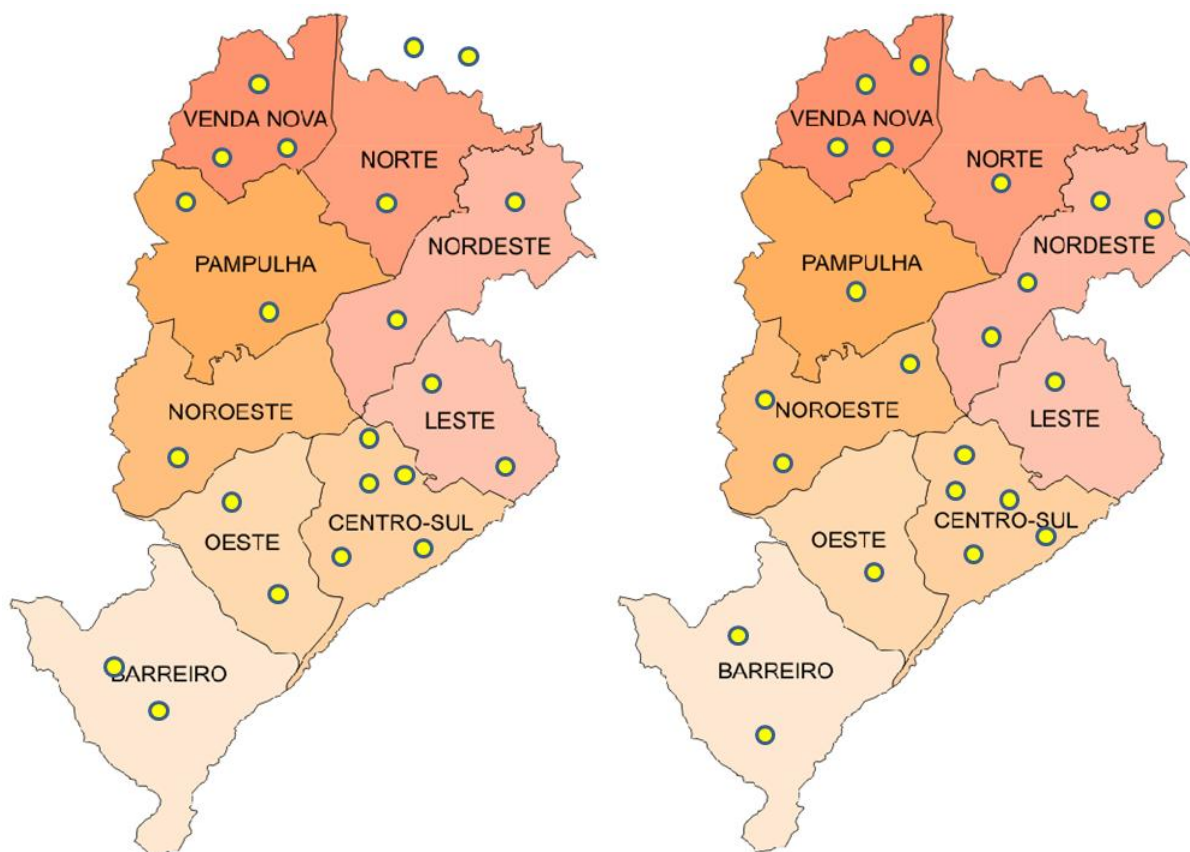 VENDA NOVA
NORTE
NORDESTE
PAMPULHA
NOROESTE
LESTE
CENTRO-SUL
OESTE
BARREIRO
VENDA NOVA
NORTE
NORDESTE
PAMPULHA
NOROESTE
LESTE
CENTRO-SUL
OESTE
BARREIRO